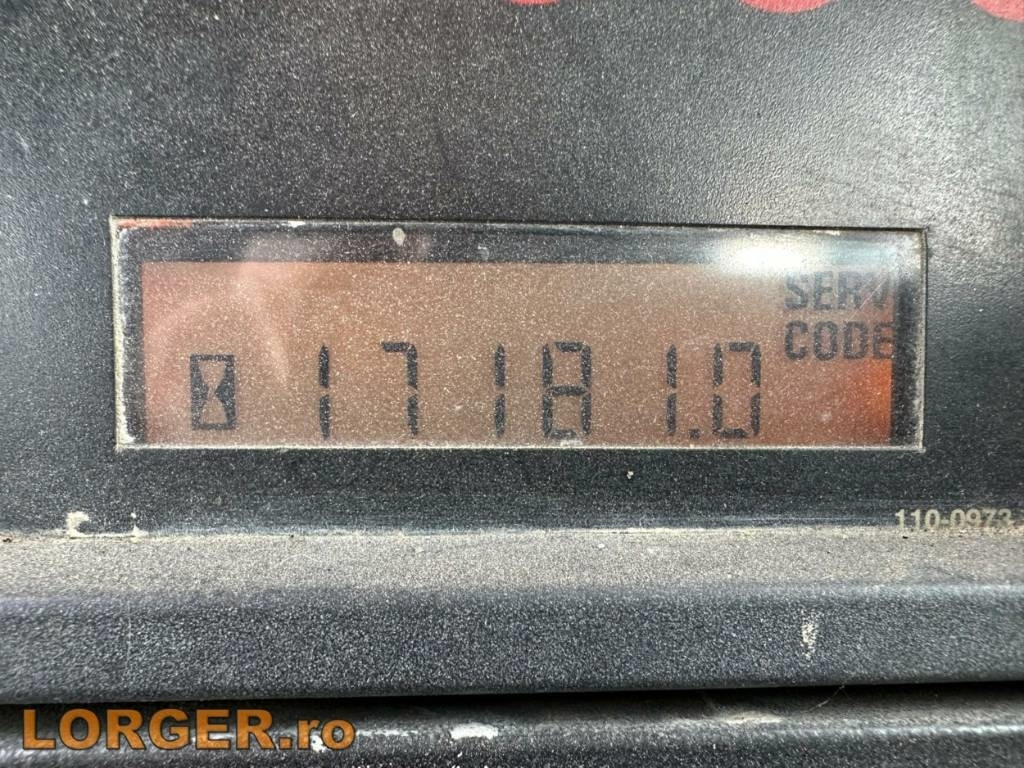 SERV
CODE
17181.0
110-0973
LORGER.ro